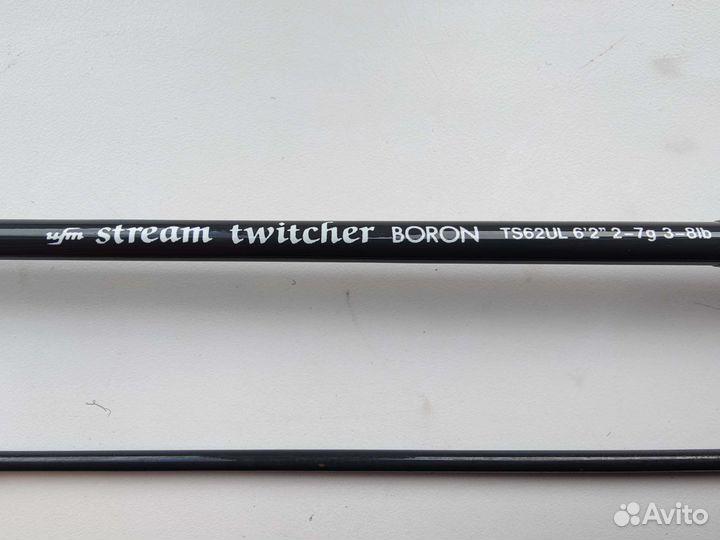 ufm stream twitcher BORON TS62UL 6'2" 2-7g 3-8lb
Avito